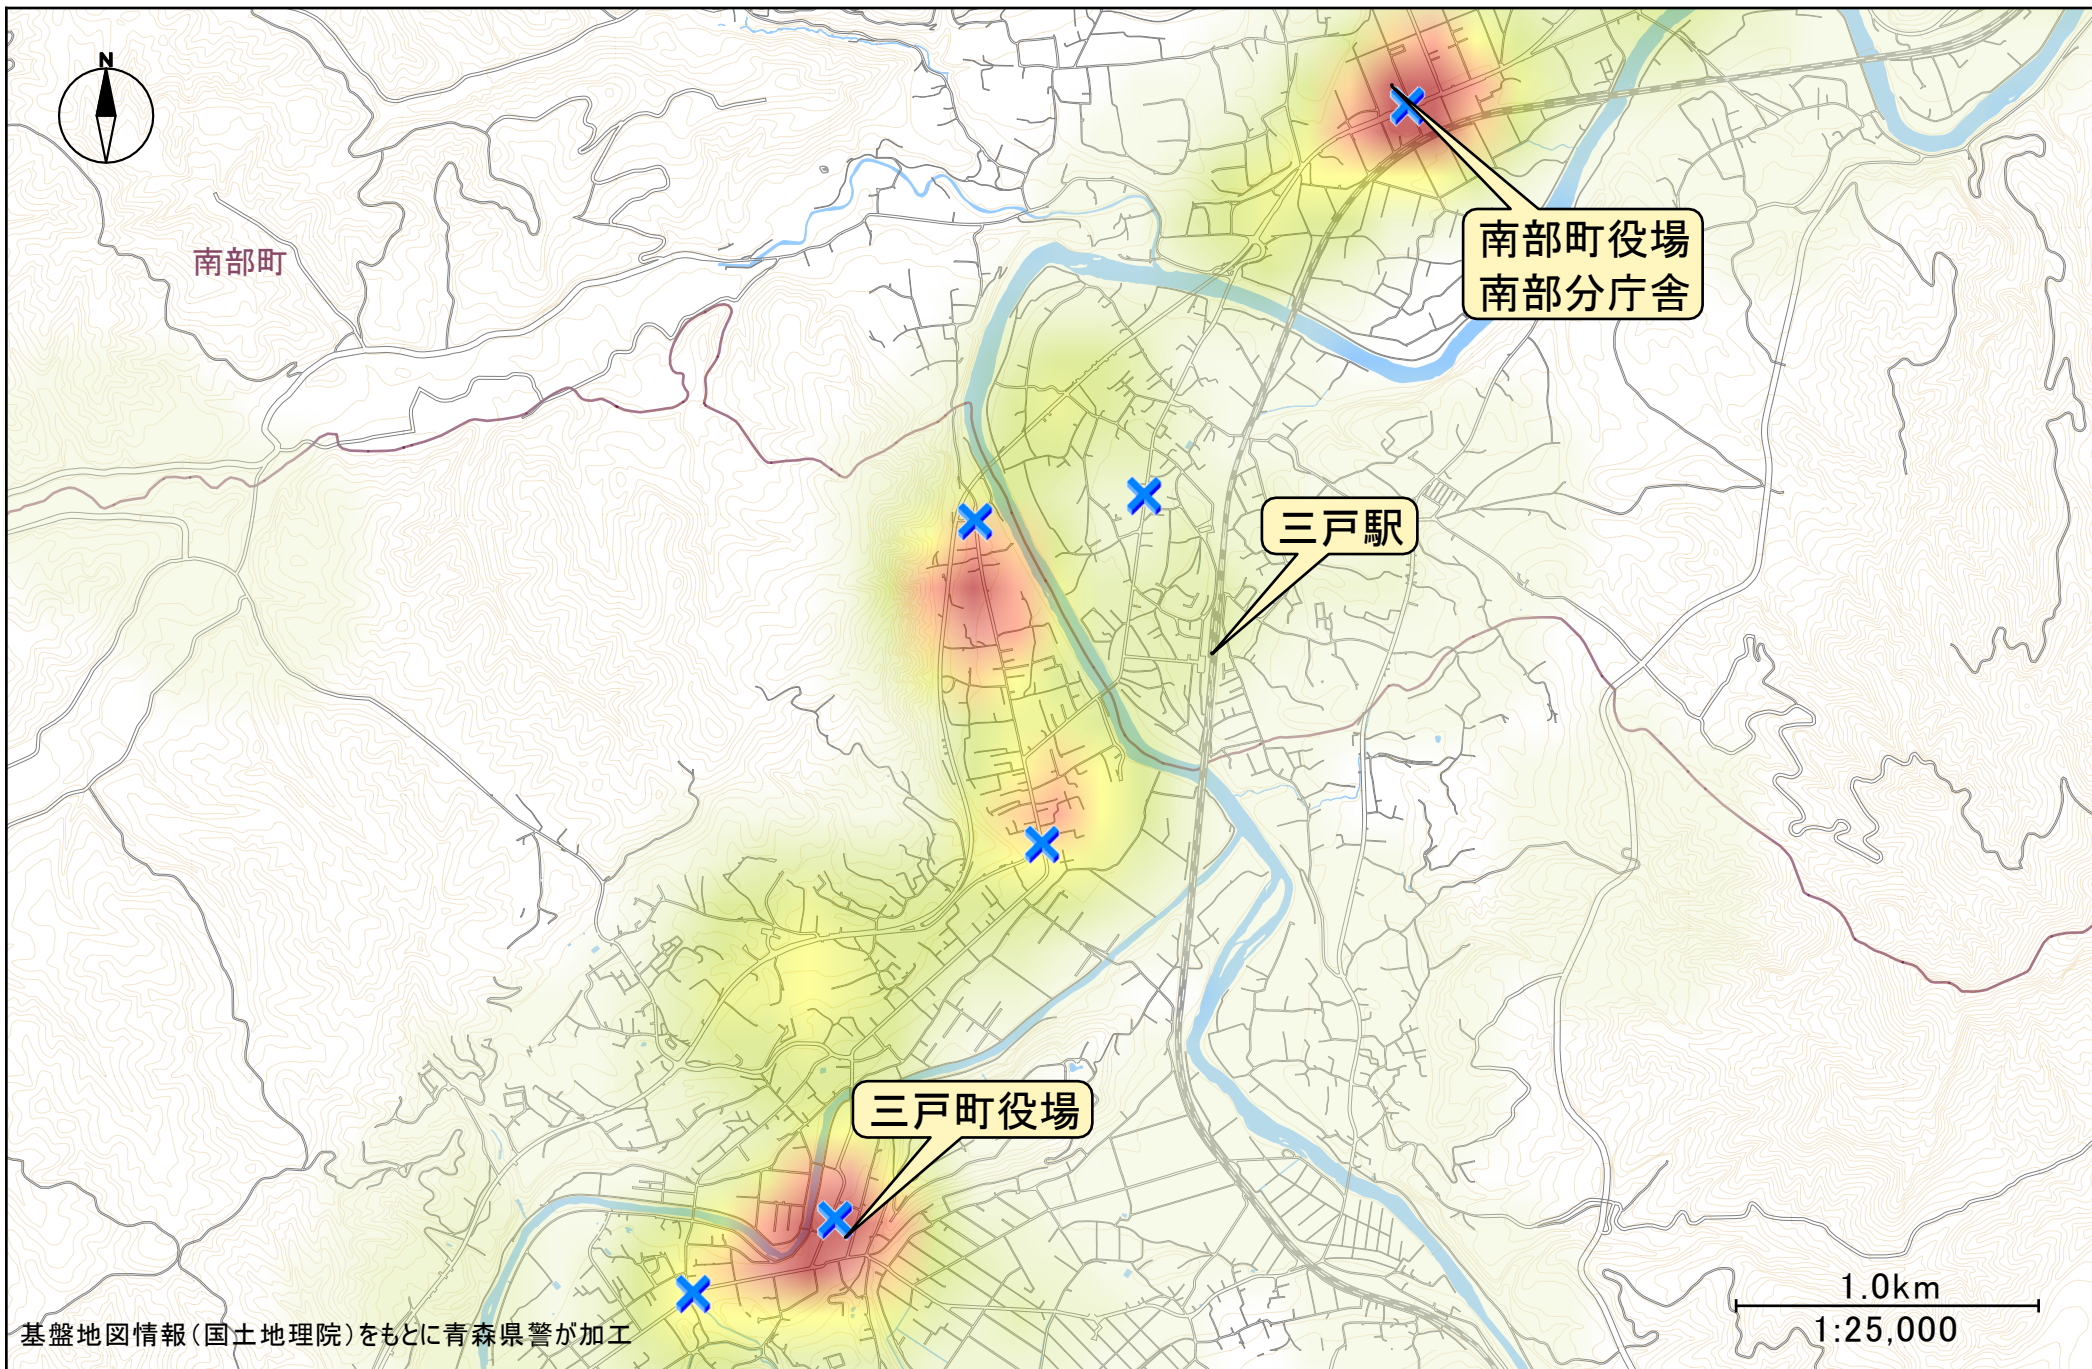 N
南部町役場
南部分庁舎
南部町
三戸駅
三戸町役場
1.0km
1:25,000
基盤地図情報(国土地理院)をもとに青森県警が加工